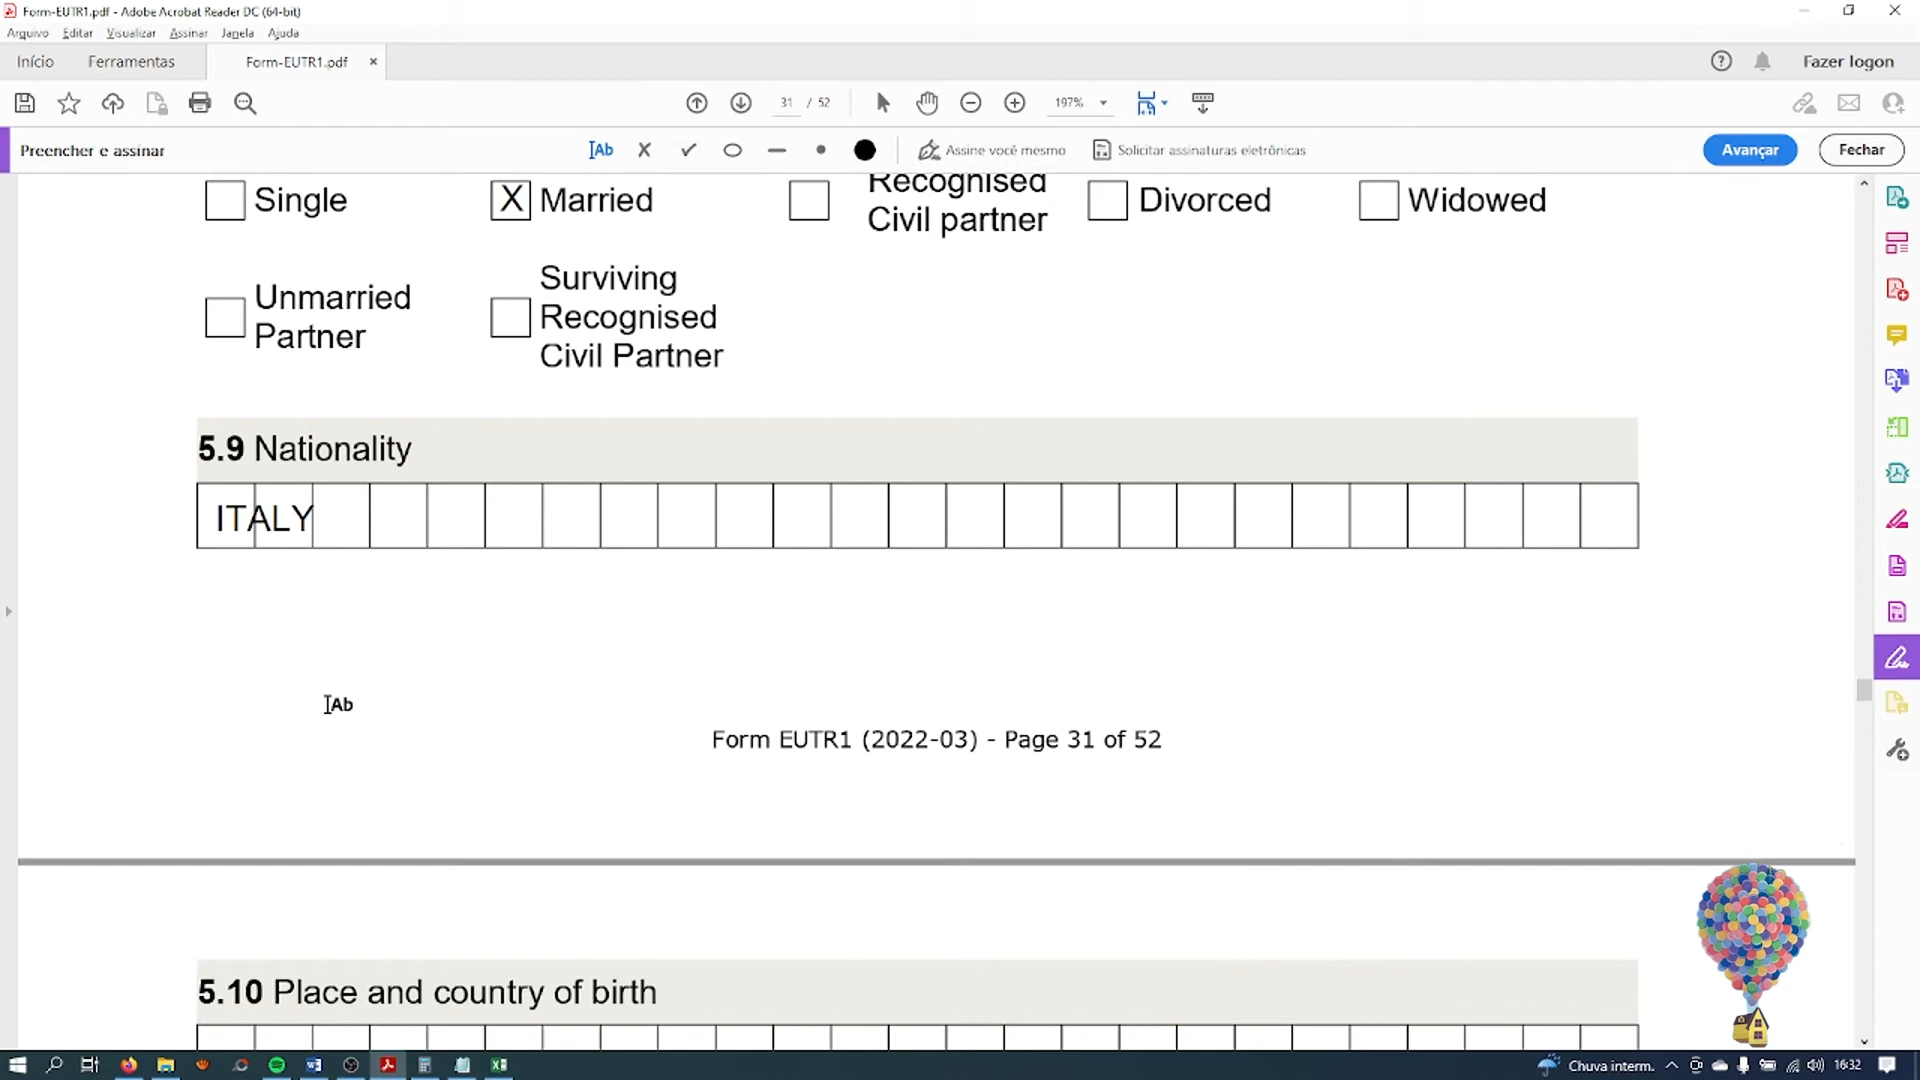 Form-EUTR1.pdf - Adobe Acrobat Reader DC (64-bit)
Arquivo Editar Visualizar Assinar Janela Ajuda
Início Ferramentas Form-EUTR1.pdf × Fazer logon
31 / 52 197%
Preencher e assinar Ab Assine você mesmo Solicitar assinaturas eletrônicas Avançar Fechar
Single X Married Recognised Civil partner Divorced Widowed
Unmarried Partner Surviving Recognised Civil Partner
5.9 Nationality
ITALY
Ab
Form EUTR1 (2022-03) - Page 31 of 52
5.10 Place and country of birth
Chuva interm. 16:32